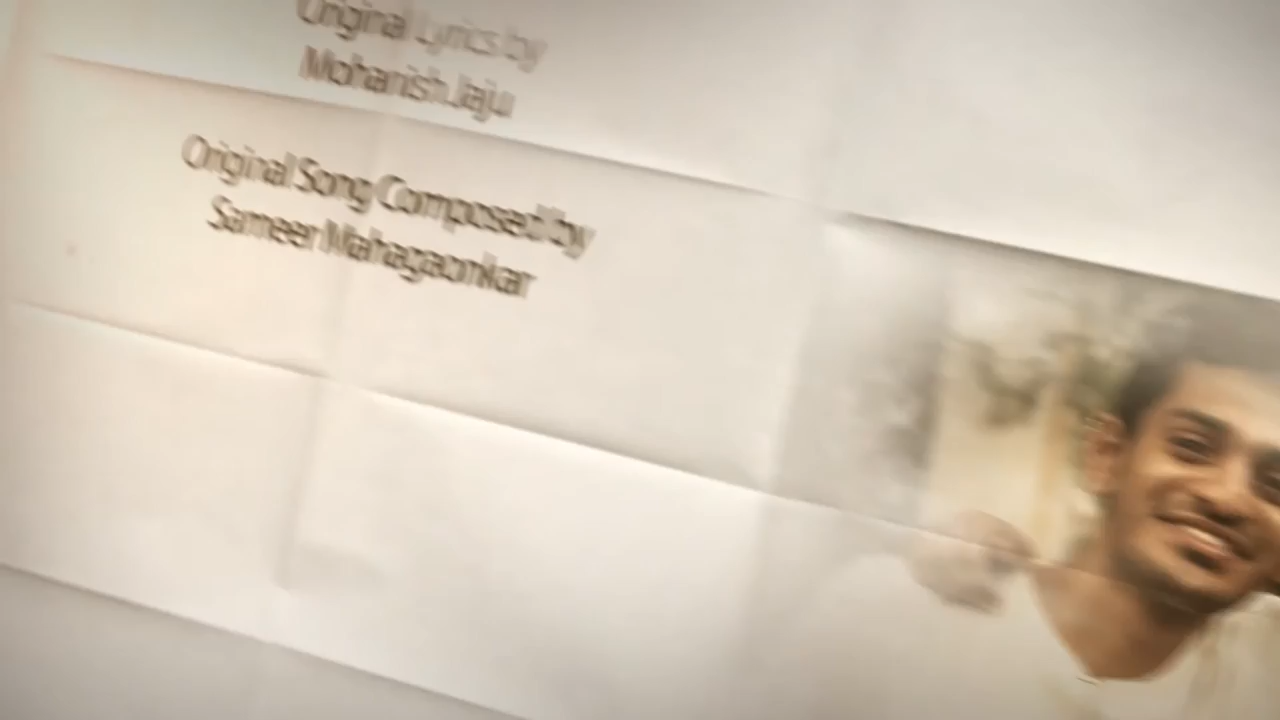 Original Lyrics by
Mohanish Jaju
Original Song Composed by
Sameer Mahagaonkar